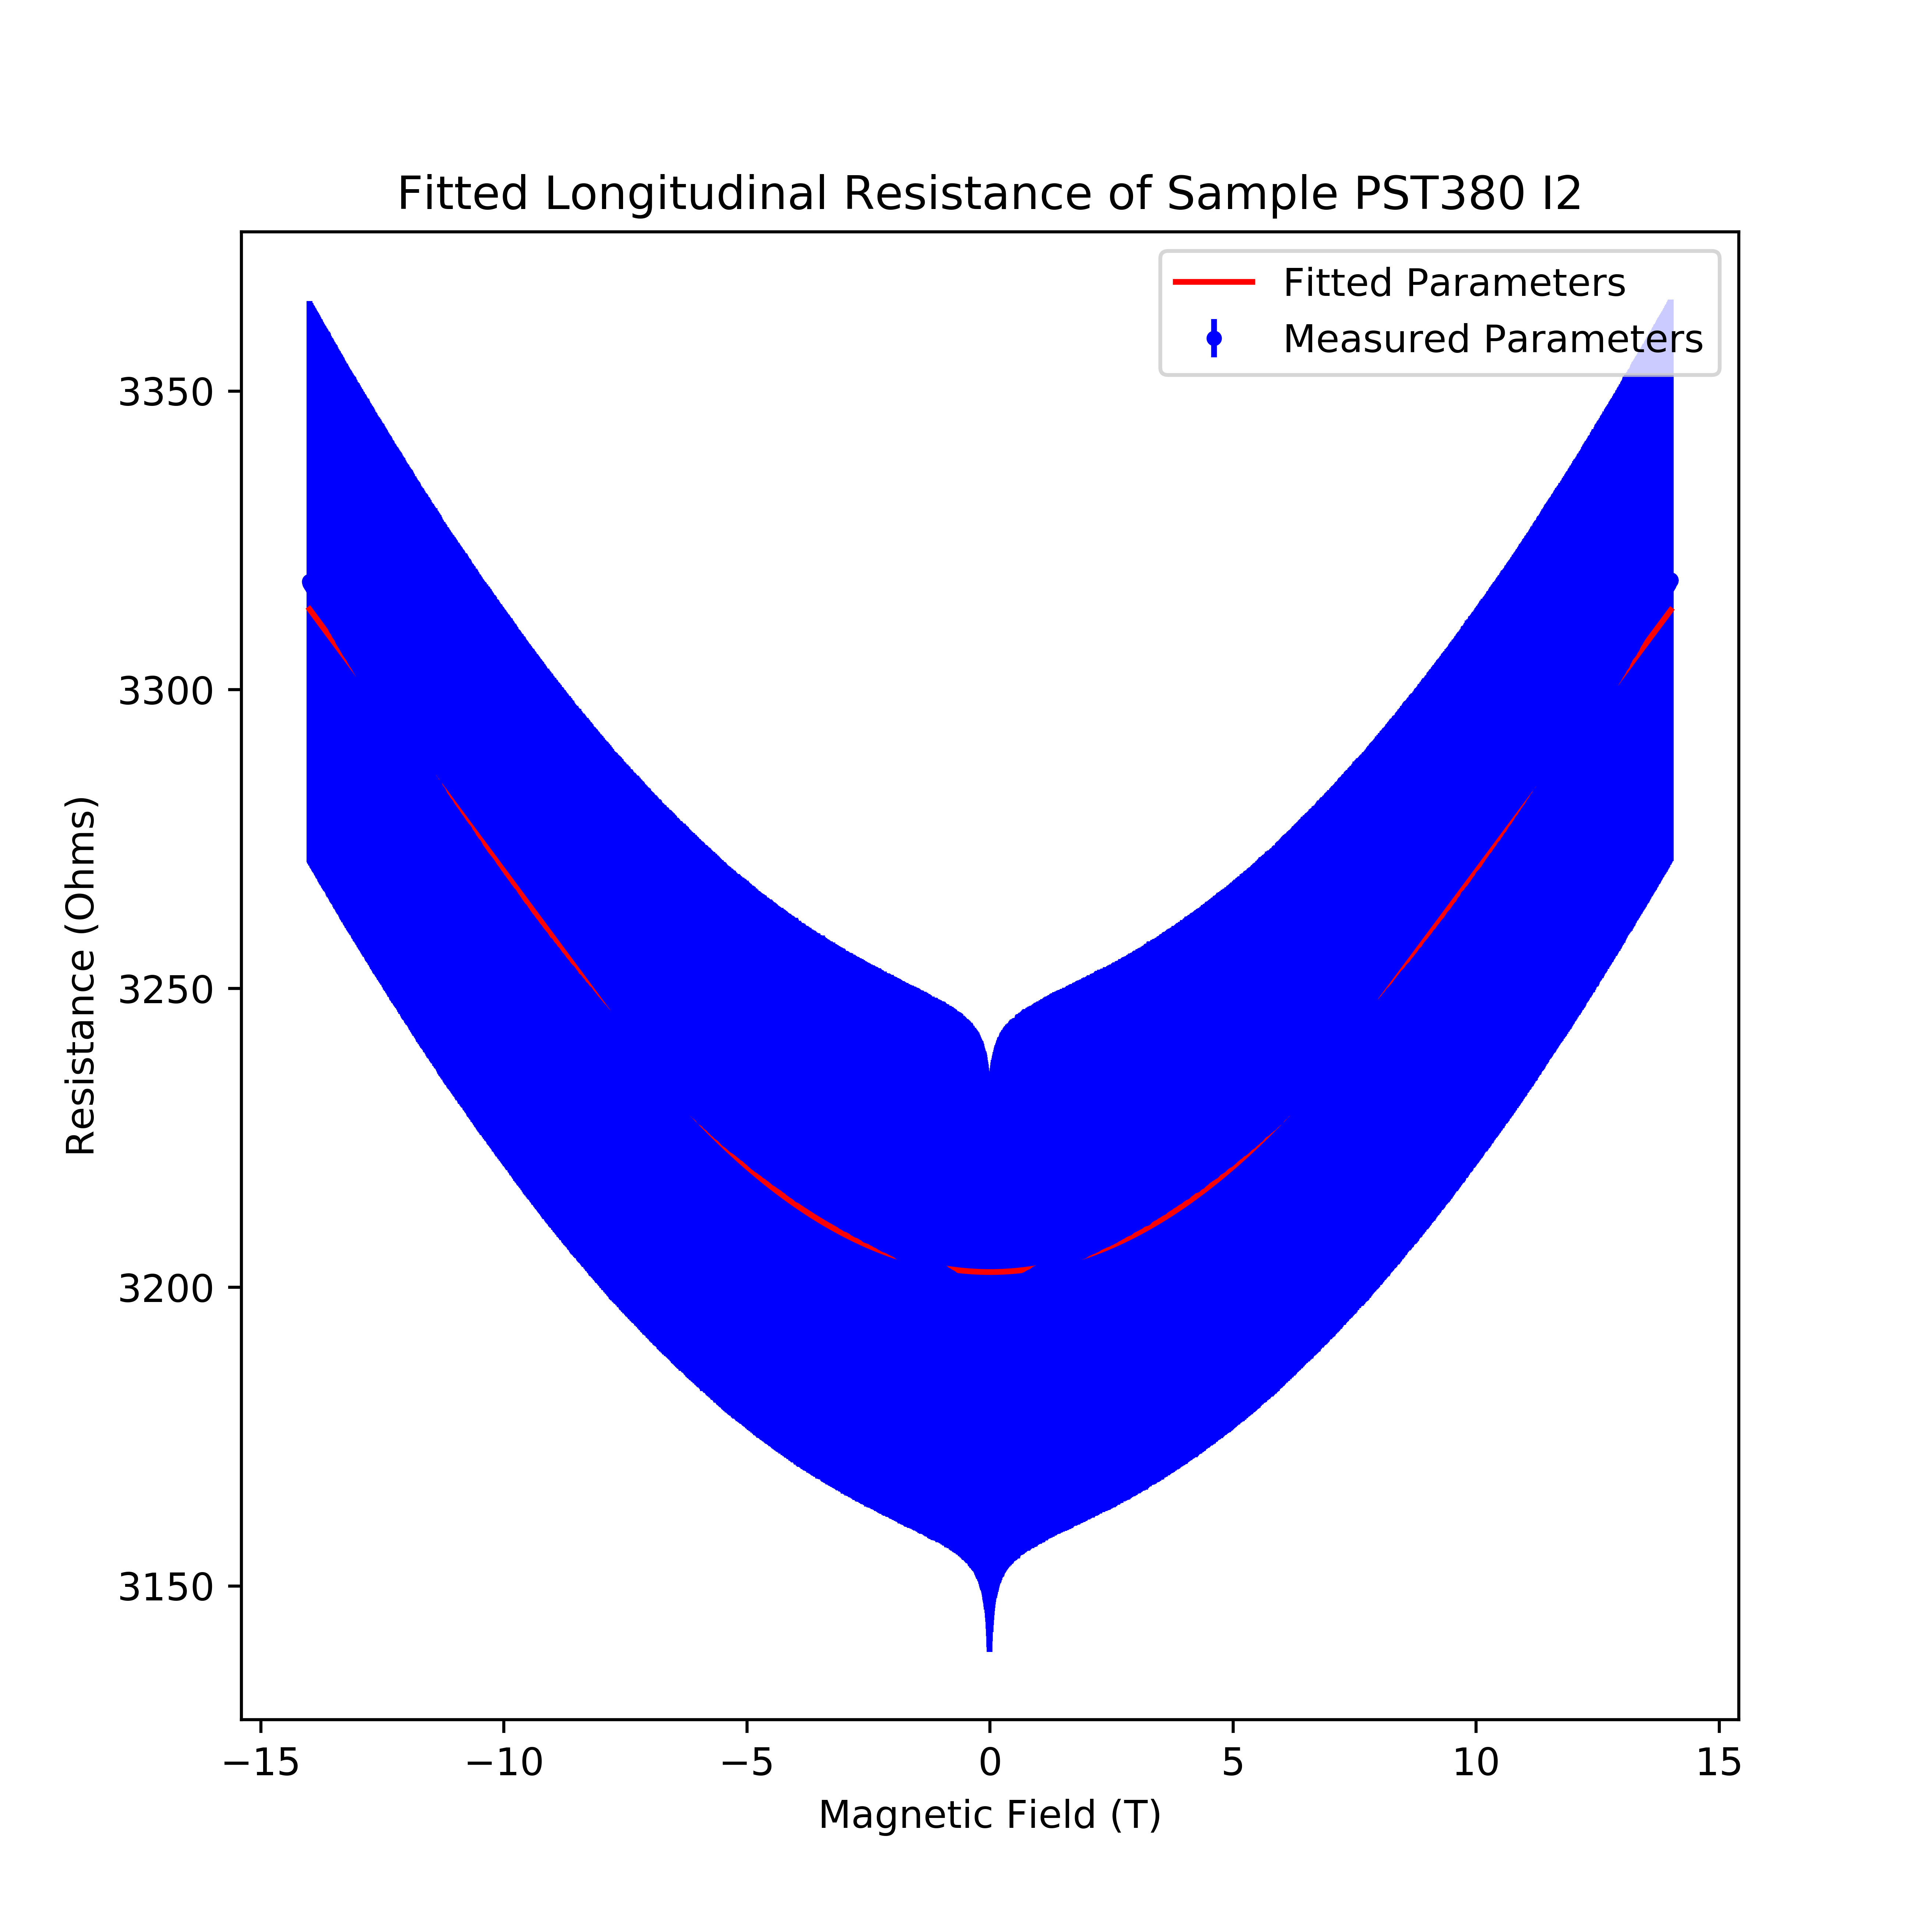 Fitted Longitudinal Resistance of Sample PST380 I2
Fitted Parameters
Measured Parameters
3350
3300
3250
3200
3150
Resistance (Ohms)
−15 −10 −5 0 5 10 15
Magnetic Field (T)